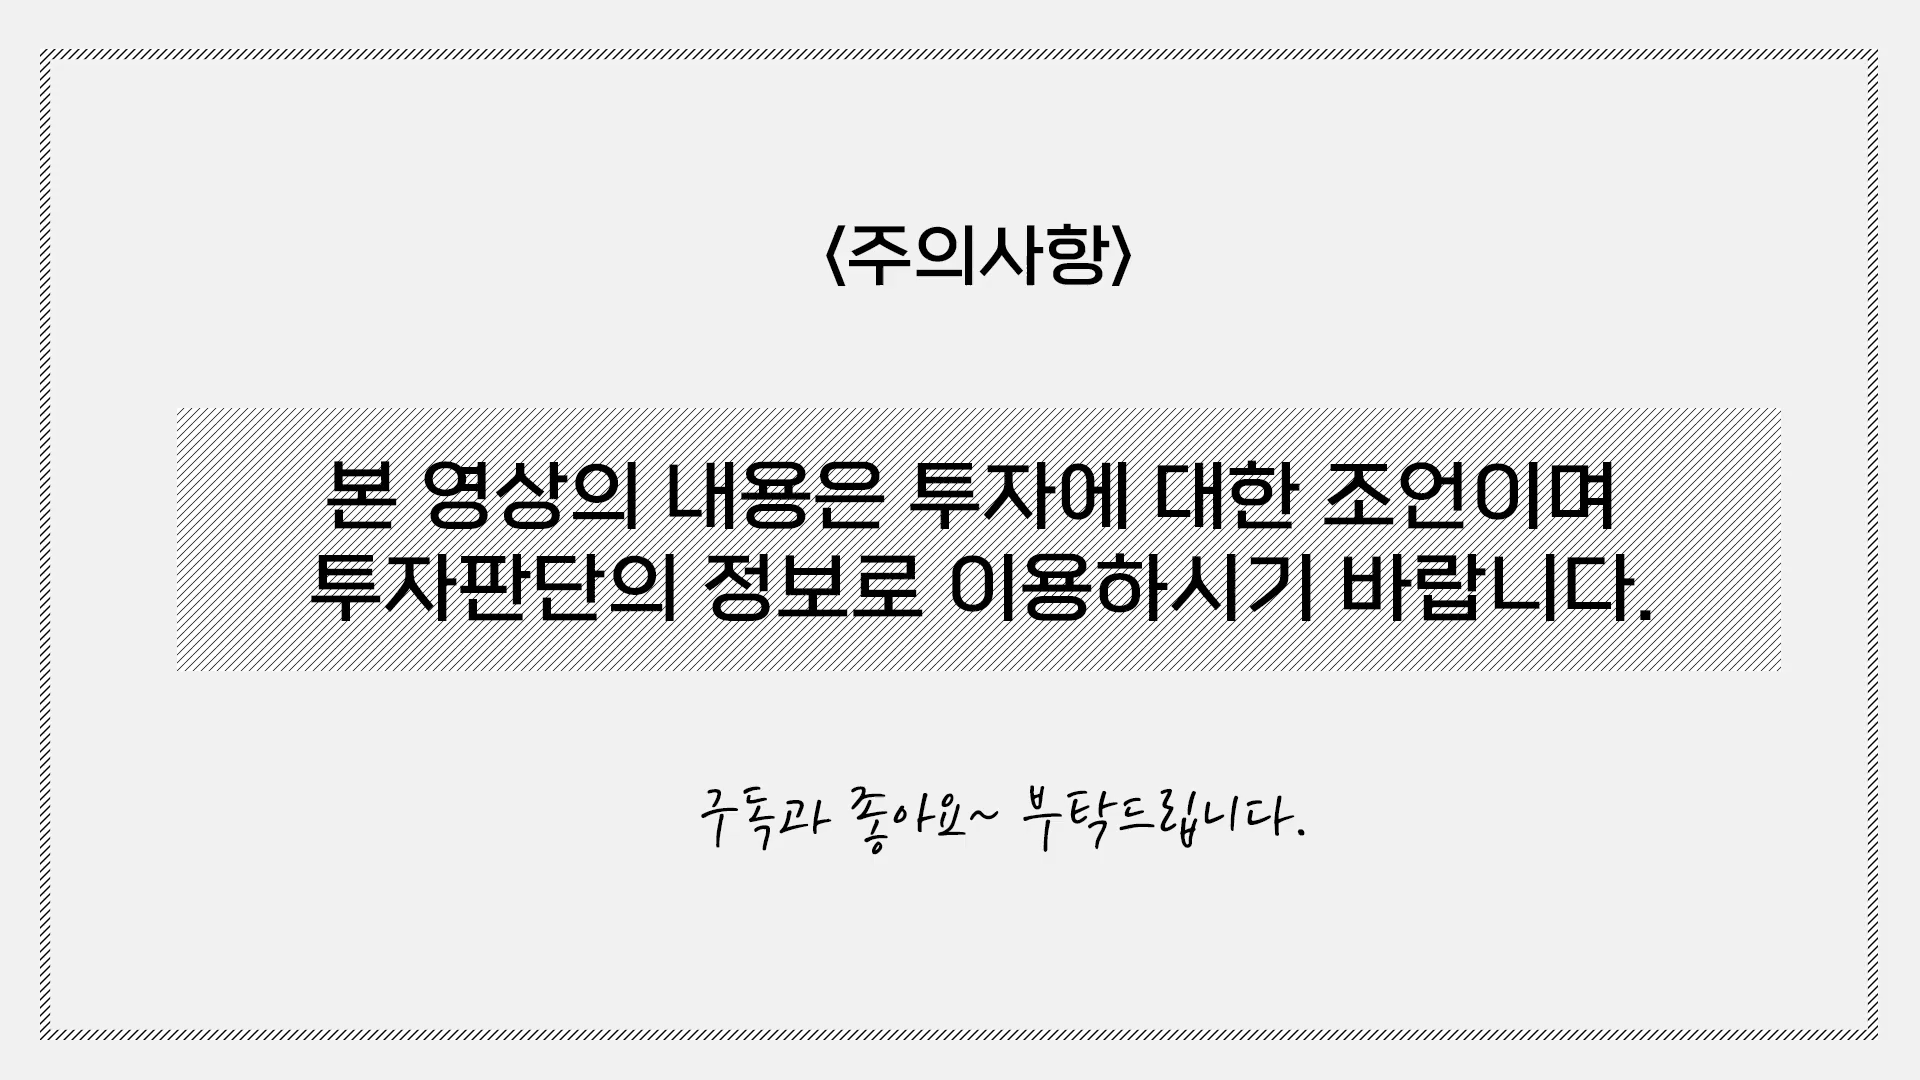 〈주의사항〉
본 영상의 내용은 투자에 대한 조언이며
투자판단의 정보로 이용하시기 바랍니다.
구독과 좋아요~ 부탁드립니다.